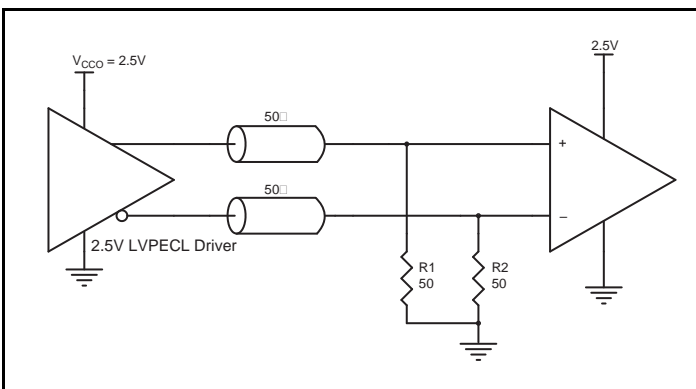 2.5V
V_CCO = 2.5V
50□
+
50□
−
2.5V LVPECL Driver
R1
50
R2
50